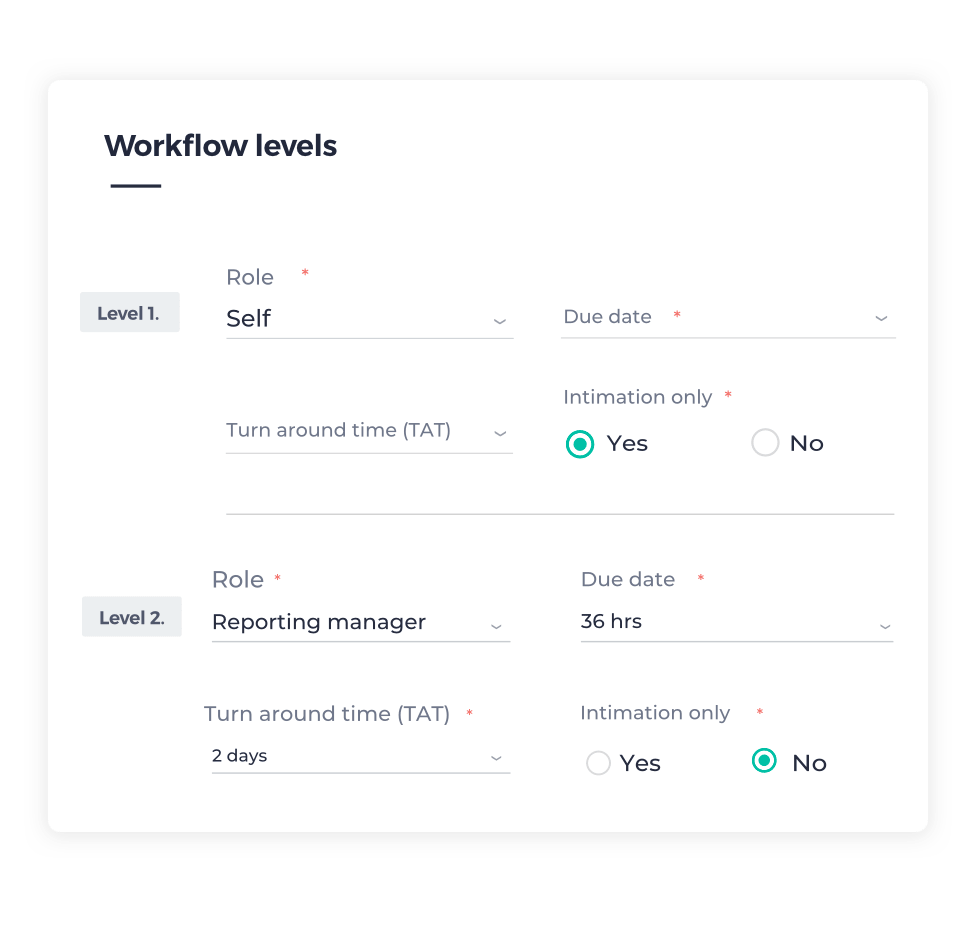 Workflow levels
Role *
Level 1.
Self
Due date *
Intimation only *
Turn around time (TAT)
Yes
No
Role *
Due date *
Level 2.
Reporting manager
36 hrs
Turn around time (TAT) *
Intimation only *
2 days
Yes
No